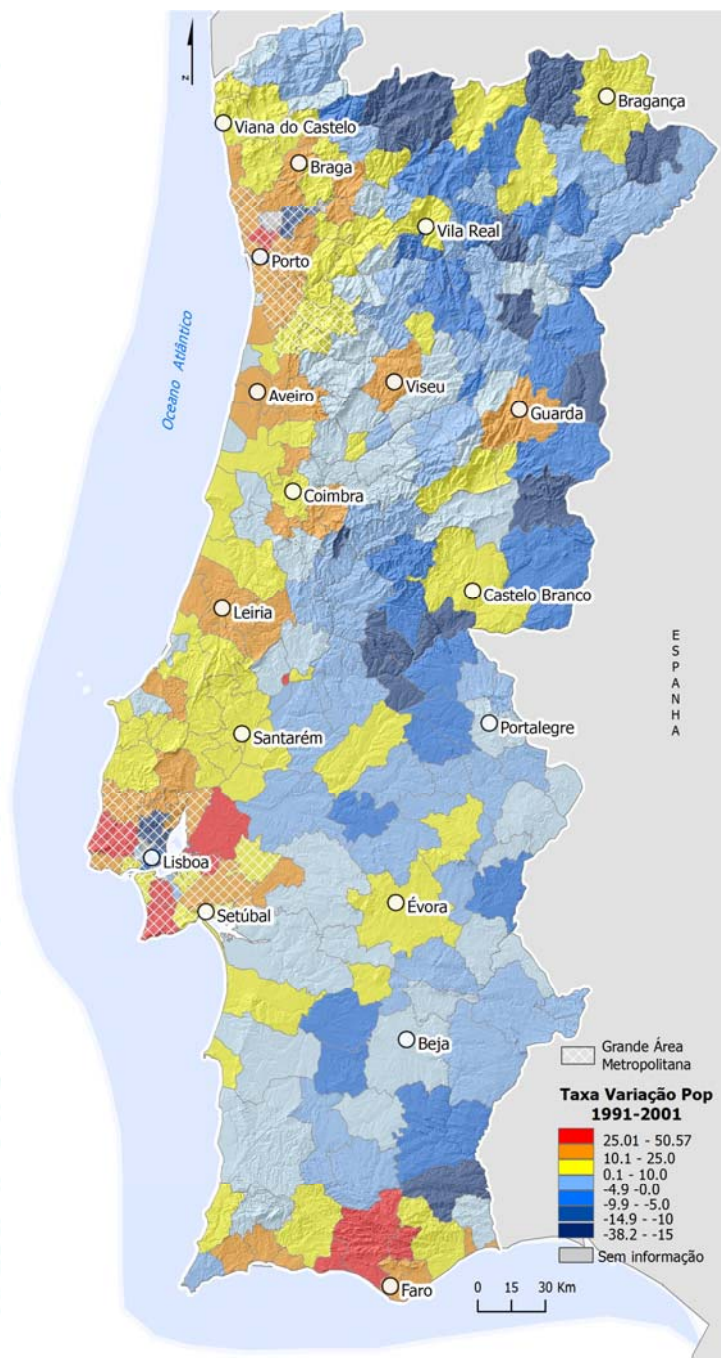 N
Bragança
Viana do Castelo
Braga
Vila Real
Porto
Oceano Atlântico
Aveiro
Viseu
Guarda
Coimbra
Castelo Branco
Leiria
ESPANHA
Portalegre
Santarém
Lisboa
Évora
Setúbal
Beja
Grande Área
Metropolitana
Taxa Variação Pop
1991-2001
25.01 - 50.57
10.1 - 25.0
0.1 - 10.0
-4.9 -0.0
-9.9 - -5.0
-14.9 - -10
-38.2 - -15
Sem informação
Faro
0 15 30 Km